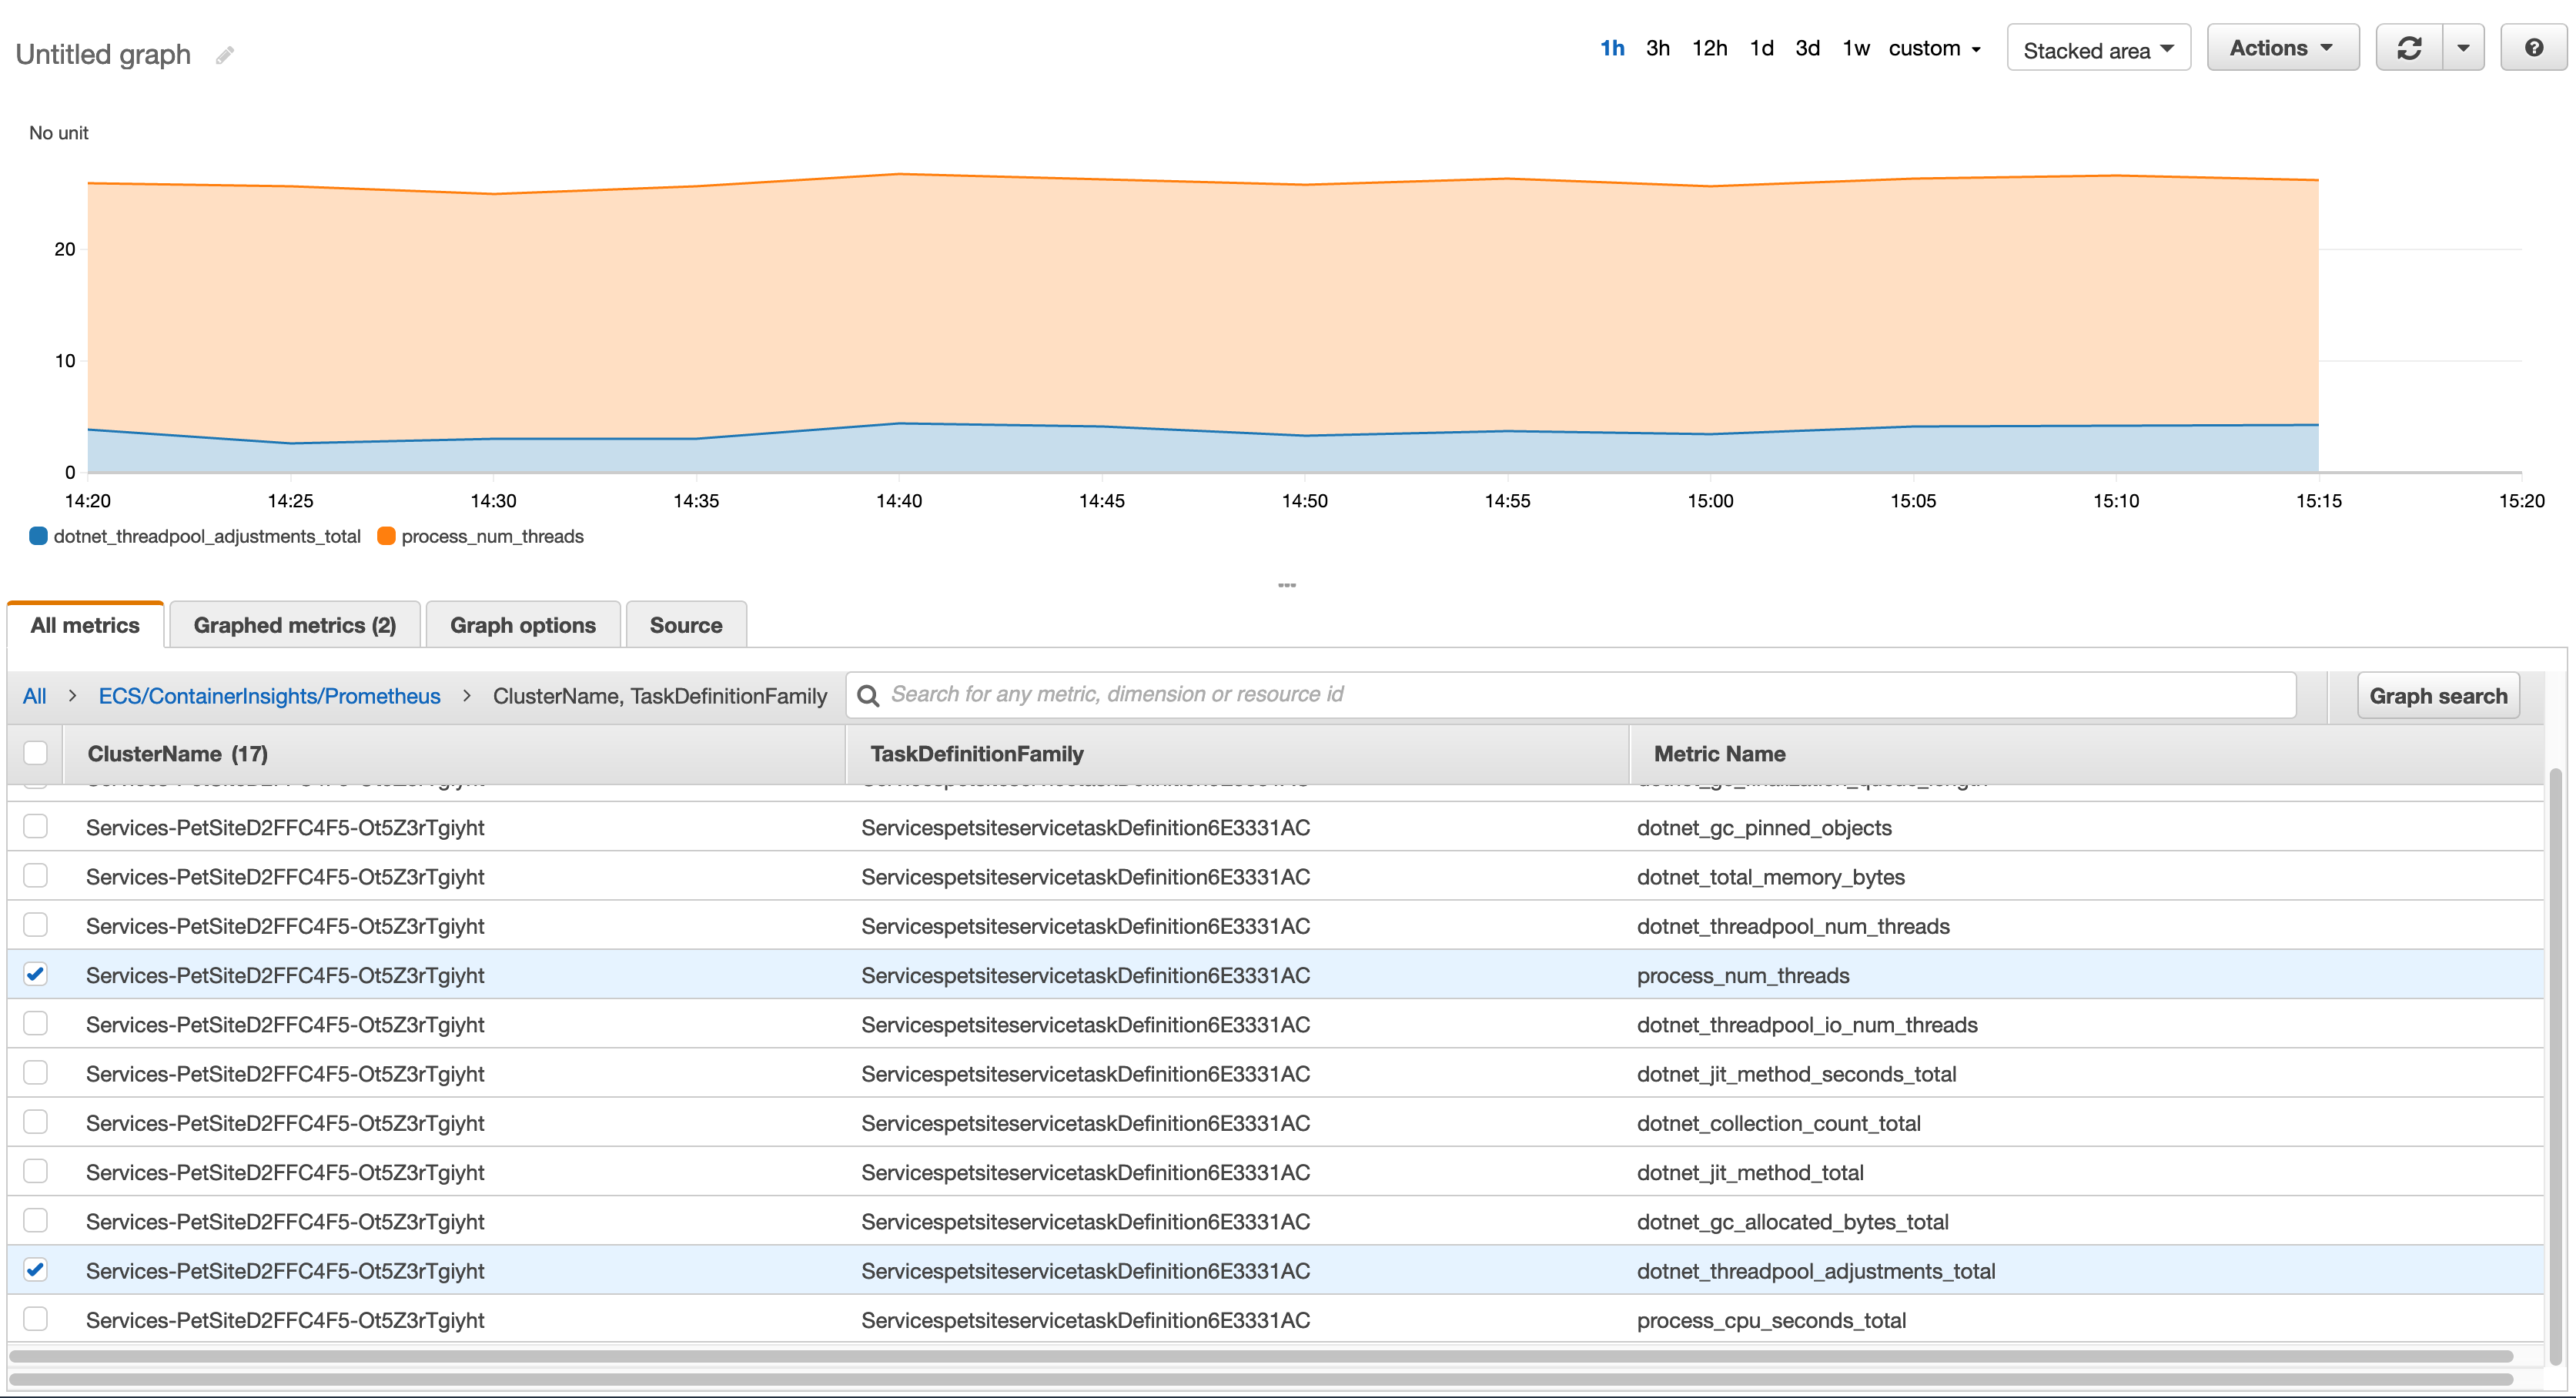 Untitled graph
1h 3h 12h 1d 3d 1w custom Stacked area Actions
No unit
20
10
0
14:20 14:25 14:30 14:35 14:40 14:45 14:50 14:55 15:00 15:05 15:10 15:15 15:20
dotnet_threadpool_adjustments_total process_num_threads
All metrics Graphed metrics (2) Graph options Source
All > ECS/ContainerInsights/Prometheus > ClusterName, TaskDefinitionFamily Search for any metric, dimension or resource id Graph search
ClusterName (17) TaskDefinitionFamily Metric Name
Services-PetSiteD2FFC4F5-Ot5Z3rTgiyht ServicespetsiteservicetaskDefinition6E3331AC dotnet_gc_pinned_objects
Services-PetSiteD2FFC4F5-Ot5Z3rTgiyht ServicespetsiteservicetaskDefinition6E3331AC dotnet_total_memory_bytes
Services-PetSiteD2FFC4F5-Ot5Z3rTgiyht ServicespetsiteservicetaskDefinition6E3331AC dotnet_threadpool_num_threads
Services-PetSiteD2FFC4F5-Ot5Z3rTgiyht ServicespetsiteservicetaskDefinition6E3331AC process_num_threads
Services-PetSiteD2FFC4F5-Ot5Z3rTgiyht ServicespetsiteservicetaskDefinition6E3331AC dotnet_threadpool_io_num_threads
Services-PetSiteD2FFC4F5-Ot5Z3rTgiyht ServicespetsiteservicetaskDefinition6E3331AC dotnet_jit_method_seconds_total
Services-PetSiteD2FFC4F5-Ot5Z3rTgiyht ServicespetsiteservicetaskDefinition6E3331AC dotnet_collection_count_total
Services-PetSiteD2FFC4F5-Ot5Z3rTgiyht ServicespetsiteservicetaskDefinition6E3331AC dotnet_jit_method_total
Services-PetSiteD2FFC4F5-Ot5Z3rTgiyht ServicespetsiteservicetaskDefinition6E3331AC dotnet_gc_allocated_bytes_total
Services-PetSiteD2FFC4F5-Ot5Z3rTgiyht ServicespetsiteservicetaskDefinition6E3331AC dotnet_threadpool_adjustments_total
Services-PetSiteD2FFC4F5-Ot5Z3rTgiyht ServicespetsiteservicetaskDefinition6E3331AC process_cpu_seconds_total